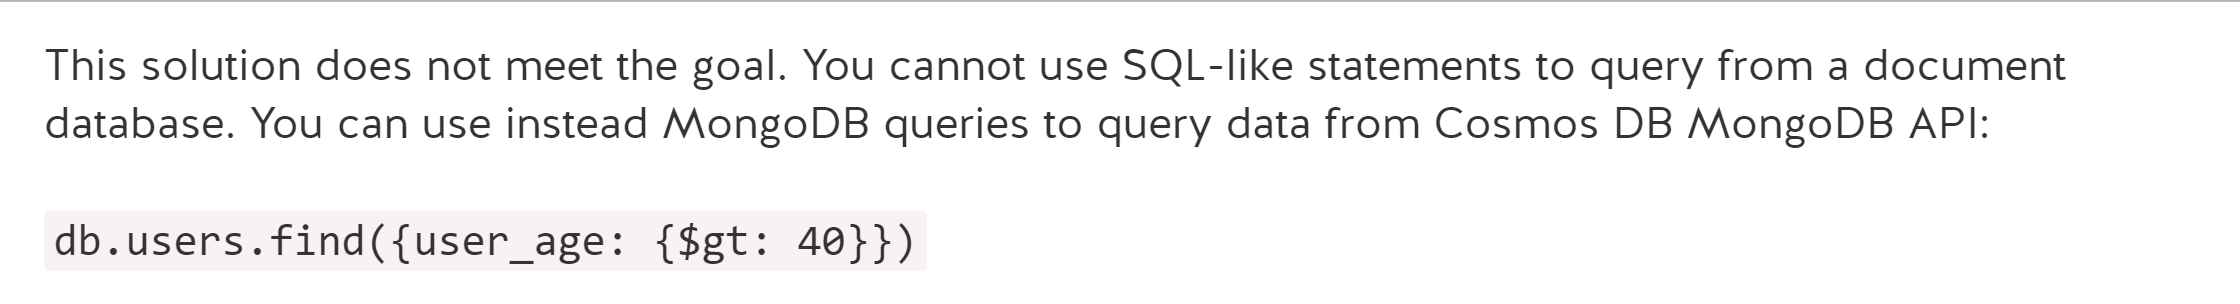 This solution does not meet the goal. You cannot use SQL-like statements to query from a document
database. You can use instead MongoDB queries to query data from Cosmos DB MongoDB API:
db.users.find({user_age: {$gt: 40}})